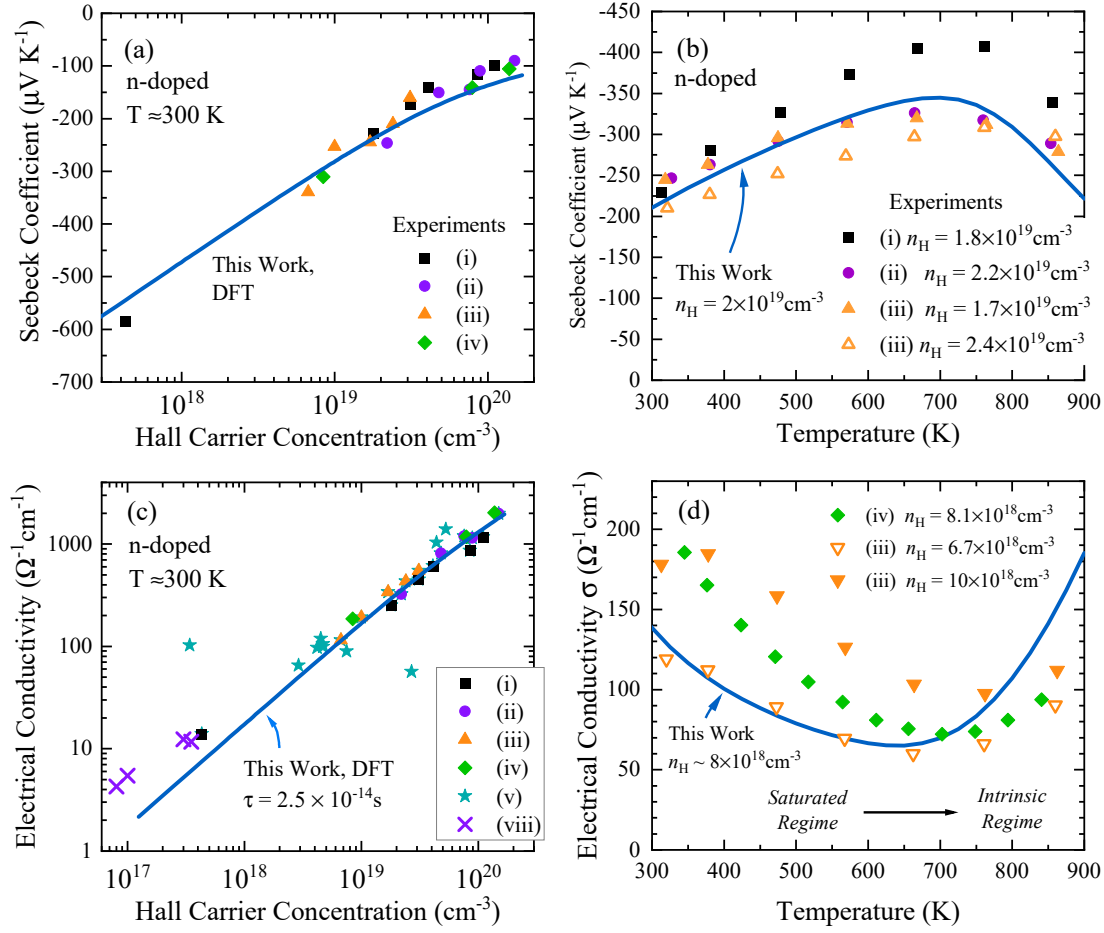 (a)
n-doped
T ≈300 K
Experiments
(i)
(ii)
(iii)
(iv)
This Work,
DFT
0
-100
-200
-300
-400
-500
-600
-700
10¹⁸
10¹⁹
10²⁰
Seebeck Coefficient (µV K⁻¹)
Hall Carrier Concentration (cm⁻³)
(b)
n-doped
This Work
n_H = 2×10¹⁹cm⁻³
Experiments
(i) n_H = 1.8×10¹⁹cm⁻³
(ii) n_H = 2.2×10¹⁹cm⁻³
(iii) n_H = 1.7×10¹⁹cm⁻³
(iii) n_H = 2.4×10¹⁹cm⁻³
-450
-400
-350
-300
-250
-200
-150
-100
-50
0
300 400 500 600 700 800 900
Seebeck Coefficient (µV K⁻¹)
Temperature (K)
(c)
n-doped
T ≈300 K
This Work, DFT
τ = 2.5 × 10⁻¹⁴s
(i)
(ii)
(iii)
(iv)
(v)
(viii)
1000
100
10
1
10¹⁷
10¹⁸
10¹⁹
10²⁰
Electrical Conductivity (Ω⁻¹cm⁻¹)
Hall Carrier Concentration (cm⁻³)
(d)
(iv) n_H = 8.1×10¹⁸cm⁻³
(iii) n_H = 6.7×10¹⁸cm⁻³
(iii) n_H = 10×10¹⁸cm⁻³
This Work
n_H ~ 8×10¹⁸cm⁻³
Saturated
Regime
Intrinsic
Regime
200
150
100
50
0
300 400 500 600 700 800 900
Electrical Conductivity σ (Ω⁻¹cm⁻¹)
Temperature (K)